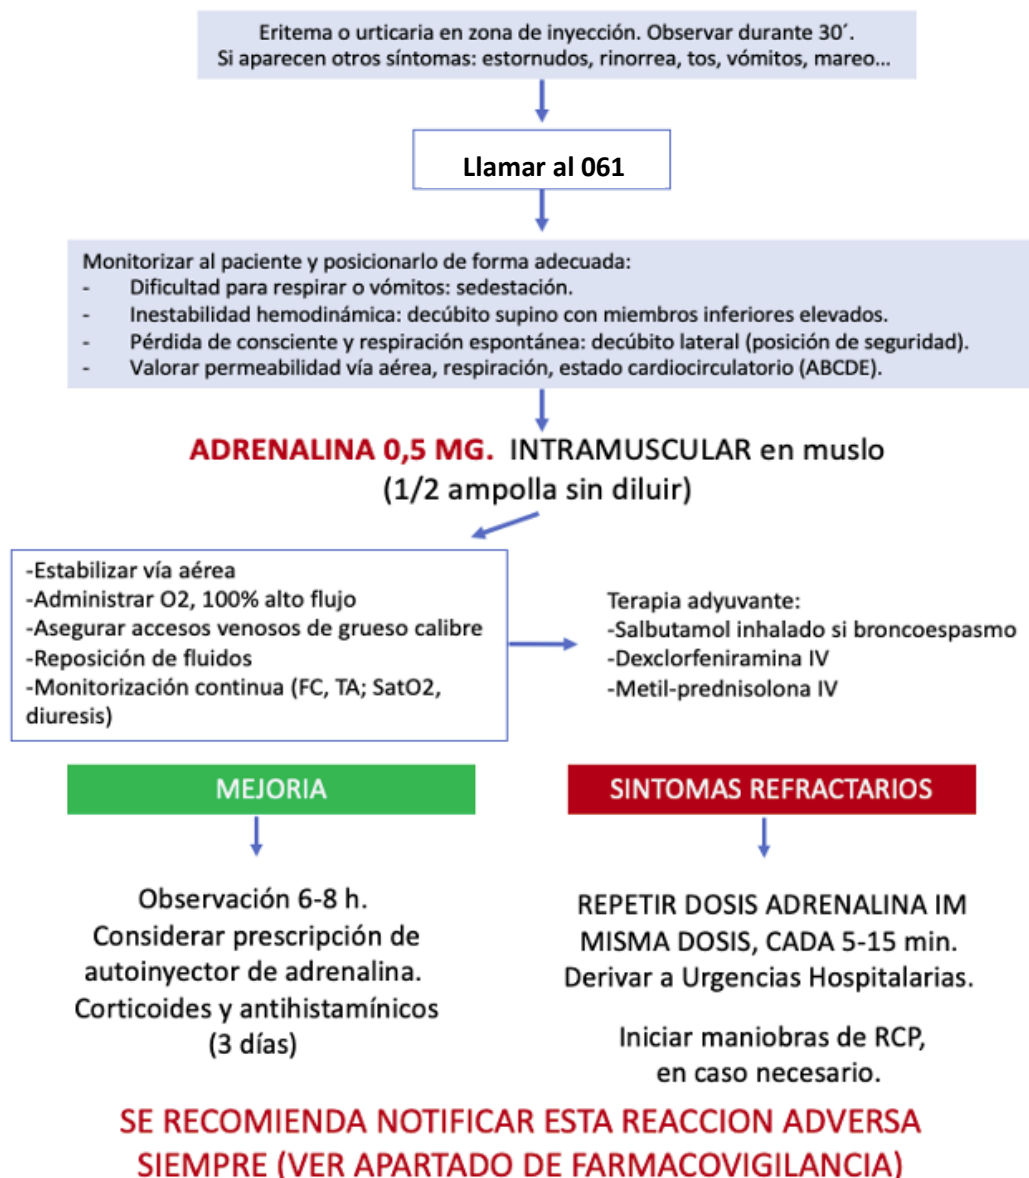 Eritema o urticaria en zona de inyección. Observar durante 30´.
Si aparecen otros síntomas: estornudos, rinorrea, tos, vómitos, mareo...
Llamar al 061
Monitorizar al paciente y posicionarlo de forma adecuada:
- Dificultad para respirar o vómitos: sedestación.
- Inestabilidad hemodinámica: decúbito supino con miembros inferiores elevados.
- Pérdida de consciente y respiración espontánea: decúbito lateral (posición de seguridad).
- Valorar permeabilidad vía aérea, respiración, estado cardiocirculatorio (ABCDE).
ADRENALINA 0,5 MG. INTRAMUSCULAR en muslo
(1/2 ampolla sin diluir)
-Estabilizar vía aérea
-Administrar O2, 100% alto flujo
-Asegurar accesos venosos de grueso calibre
-Reposición de fluidos
-Monitorización continua (FC, TA; SatO2,
diuresis)
Terapia adyuvante:
-Salbutamol inhalado si broncoespasmo
-Dexclorfeniramina IV
-Metil-prednisolona IV
MEJORIA
Observación 6-8 h.
Considerar prescripción de
autoinyector de adrenalina.
Corticoides y antihistamínicos
(3 días)
SINTOMAS REFRACTARIOS
REPETIR DOSIS ADRENALINA IM
MISMA DOSIS, CADA 5-15 min.
Derivar a Urgencias Hospitalarias.
Iniciar maniobras de RCP,
en caso necesario.
SE RECOMIENDA NOTIFICAR ESTA REACCION ADVERSA
SIEMPRE (VER APARTADO DE FARMACOVIGILANCIA)